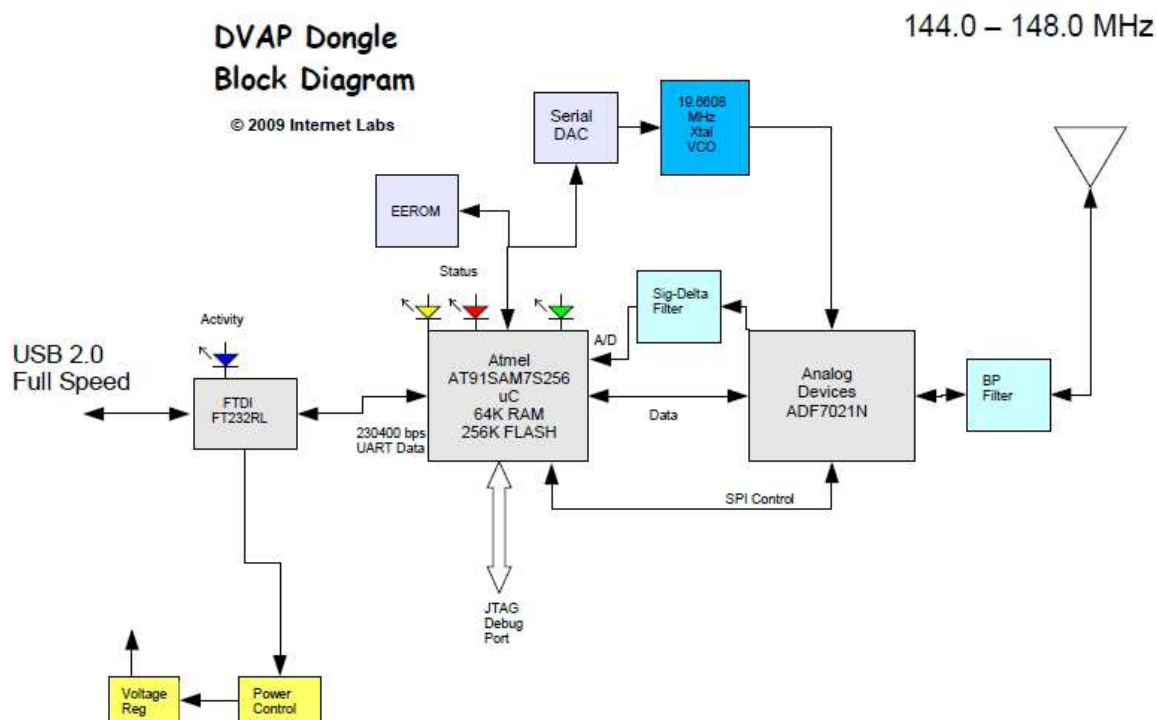 DVAP Dongle
Block Diagram
© 2009 Internet Labs
144.0 – 148.0 MHz
Serial
DAC
19.6608
MHz
Xtal
VCO
EEROM
Status
Sig-Delta
Filter
Activity
A/D
USB 2.0
Full Speed
FTDI
FT232RL
230400 bps
UART Data
Atmel
AT91SAM7S256
uC
64K RAM
256K FLASH
Data
Analog
Devices
ADF7021N
BP
Filter
SPI Control
JTAG
Debug
Port
Voltage
Reg
Power
Control